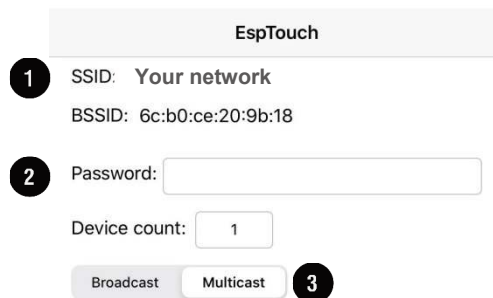 EspTouch
1 SSID: Your network
BSSID: 6c:b0:ce:20:9b:18
2 Password:
Device count: 1
Broadcast Multicast 3